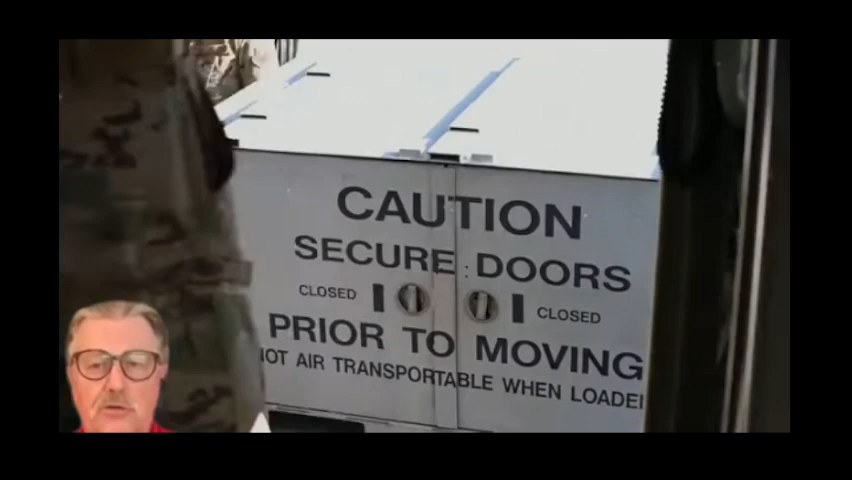 CAUTION
SECURE DOORS
CLOSED CLOSED
PRIOR TO MOVING
AIR TRANSPORTABLE WHEN